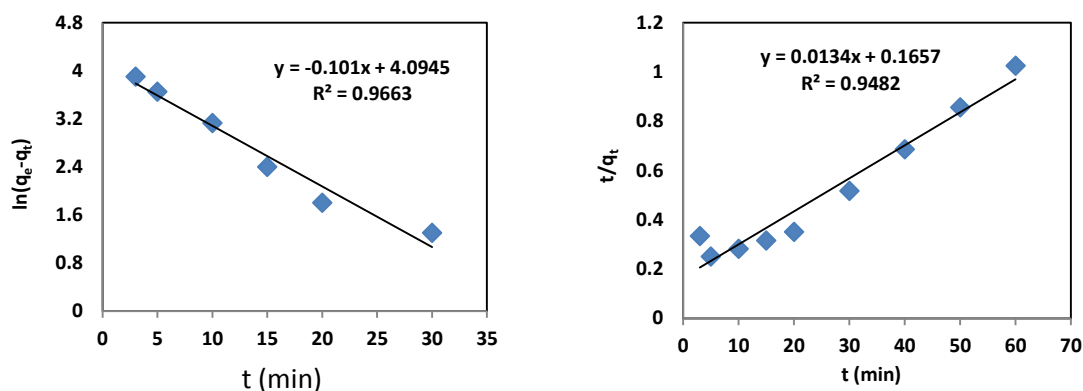 4.8
4
3.2
2.4
1.6
0.8
0
ln(qₑ-qₜ)
y = -0.101x + 4.0945
R² = 0.9663
0 5 10 15 20 25 30 35
t (min)
1.2
1
0.8
0.6
0.4
0.2
0
t/qₜ
y = 0.0134x + 0.1657
R² = 0.9482
0 10 20 30 40 50 60 70
t (min)